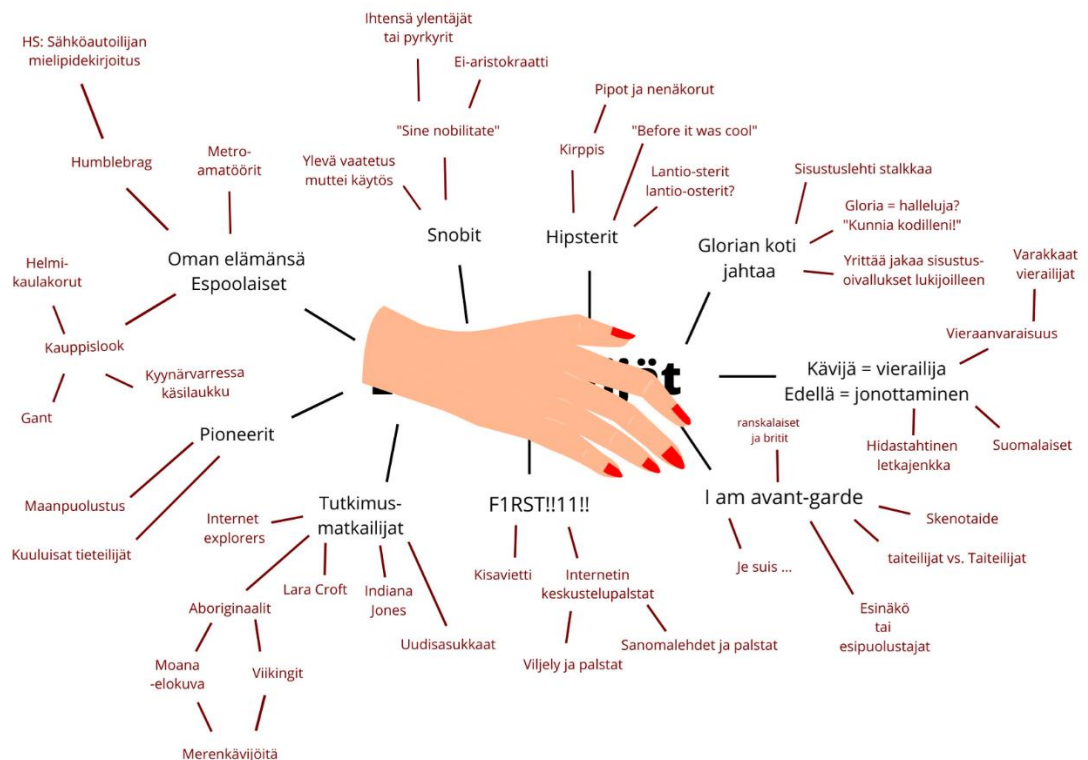 HS: Sähköautoilijan
mielipidekirjoitus
Humblebrag
Metro-
amatöörit
Oman elämänsä
Espoolaiset
Helmi-
kaulakorut
Kauppislook
Kyynärvarressa
käsilaukku
Gant
Ihtensä ylentäjät
tai pyrkyrit
Ei-aristokraatti
"Sine nobilitate"
Ylevä vaatetus
muttei käytös
Snobit
Pipot ja nenäkorut
"Before it was cool"
Kirppis
Lantio-sterit
lantio-osterit?
Hipsterit
Sisustuslehti stalkkaa
Gloria = halleluja?
"Kunnia kodilleni!"
Glorian koti
jahtaa
Yrittää jakaa sisustus-
oivallukset lukijoilleen
Varakkaat
vierailijat
Vieraanvaraisuus
Kävijä = vierailija
Edellä = jonottaminen
Hidastahtinen
letkajenkka
Suomalaiset
Pioneerit
Maanpuolustus
Kuuluisat tieteilijät
Tutkimus-
matkailijat
Internet
explorers
Lara Croft
Indiana
Jones
Aboriginaalit
Uudisasukkaat
Moana
-elokuva
Viikingit
Merenkävijöitä
F1RST!!11!!
Kisavietti
Internetin
keskustelupalstat
Viljely ja palstat
Sanomalehdet ja palstat
ranskalaiset
ja britit
I am avant-garde
Skenotaide
taiteilijat vs. Taiteilijat
Je suis ...
Esinäkö
tai
esipuolustajat